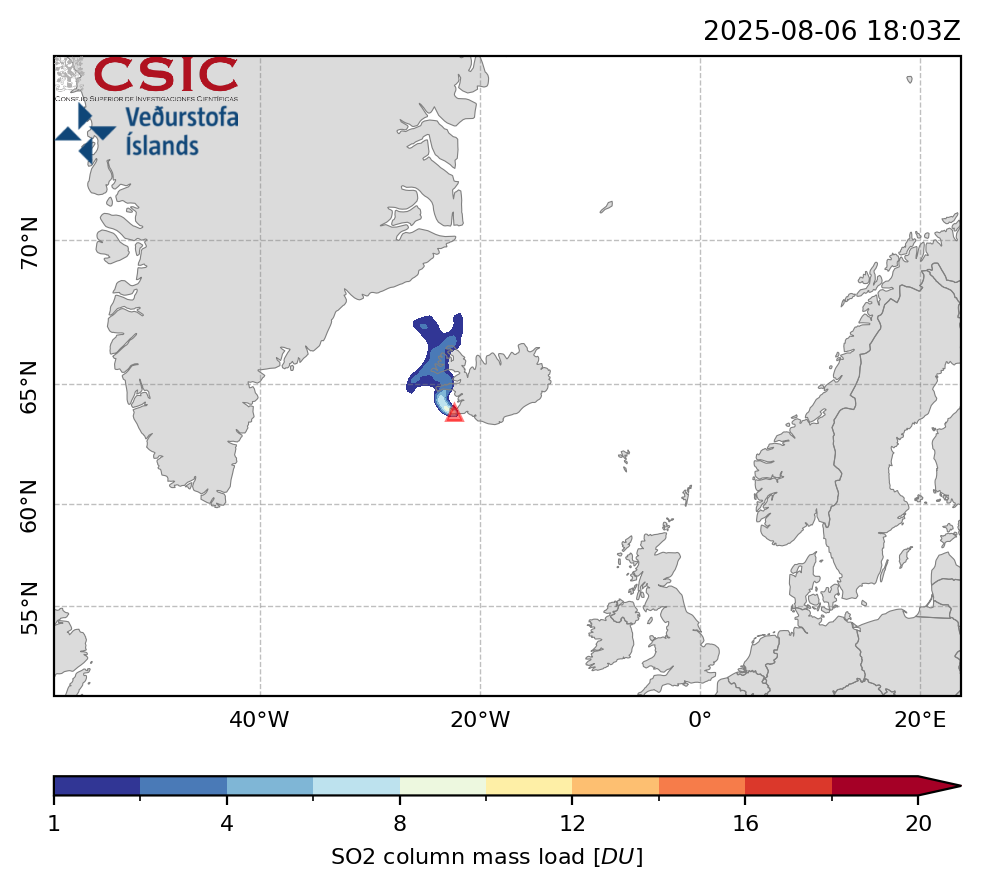 2025-08-06 18:03Z
CSIC
CONSEJO SUPERIOR DE INVESTIGACIONES CIENTÍFICAS
Veðurstofa
Íslands
70°N
65°N
60°N
55°N
40°W 20°W 0° 20°E
1 4 8 12 16 20
SO2 column mass load [DU]